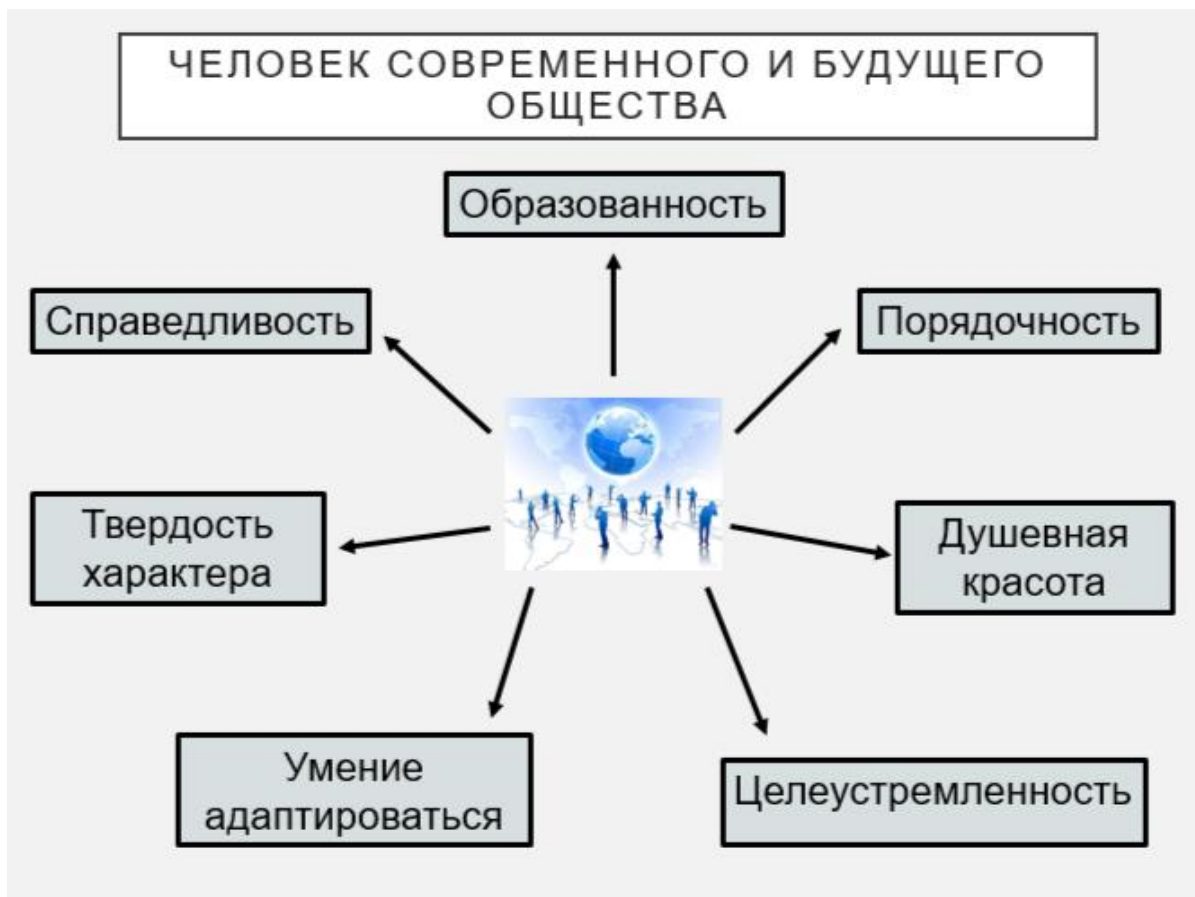 ЧЕЛОВЕК СОВРЕМЕННОГО И БУДУЩЕГО
ОБЩЕСТВА
Образованность
Справедливость
Порядочность
Твердость
характера
Душевная
красота
Умение
адаптироваться
Целеустремленность